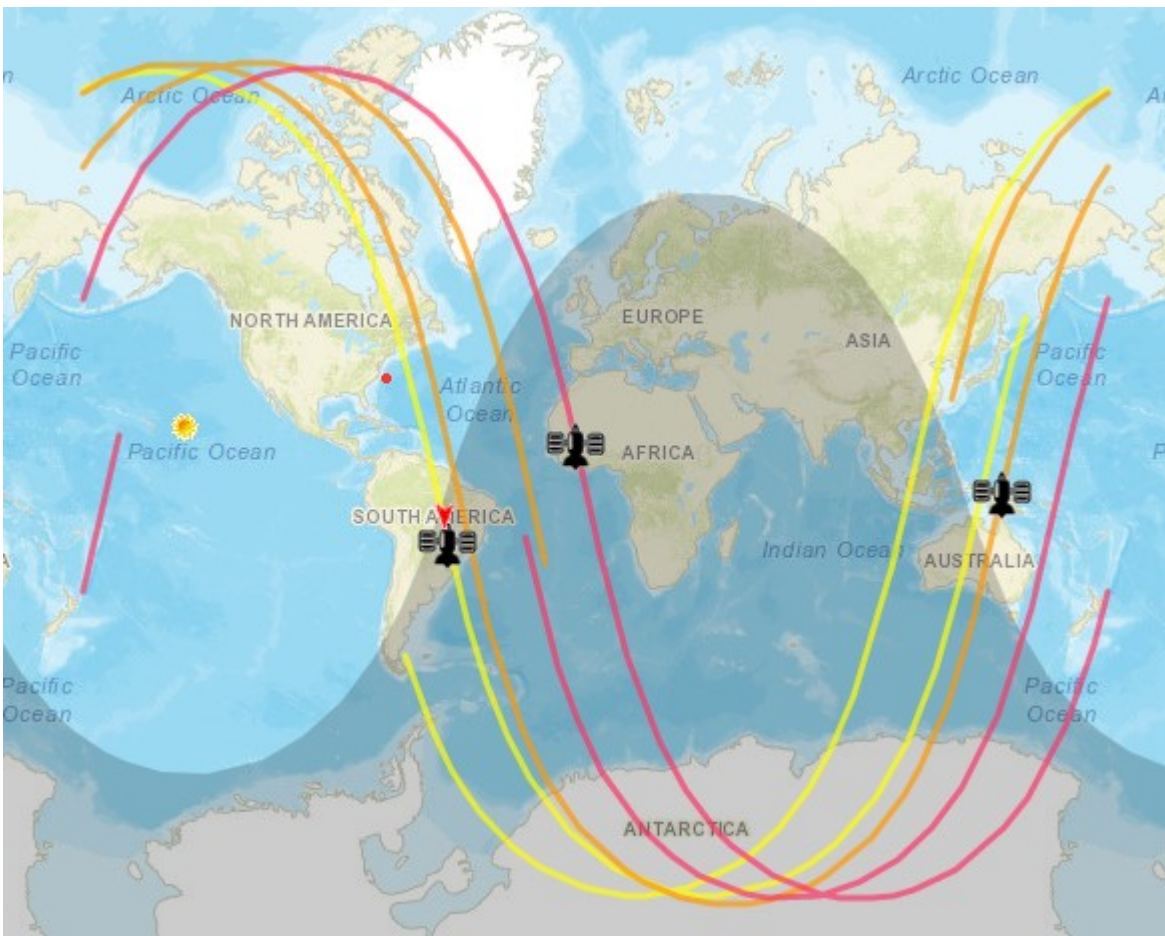 n
Arctic Ocean
Arctic Ocean
A
NORTH AMERICA
EUROPE
ASIA
Pacific
Ocean
Pacific
Ocean
Atlantic
Ocean
Pacific Ocean
AFRICA
P
SOUTH AMERICA
Indian Ocean
AUSTRALIA
A
Pacific
Ocean
Pacific
Ocean
ANTARCTICA